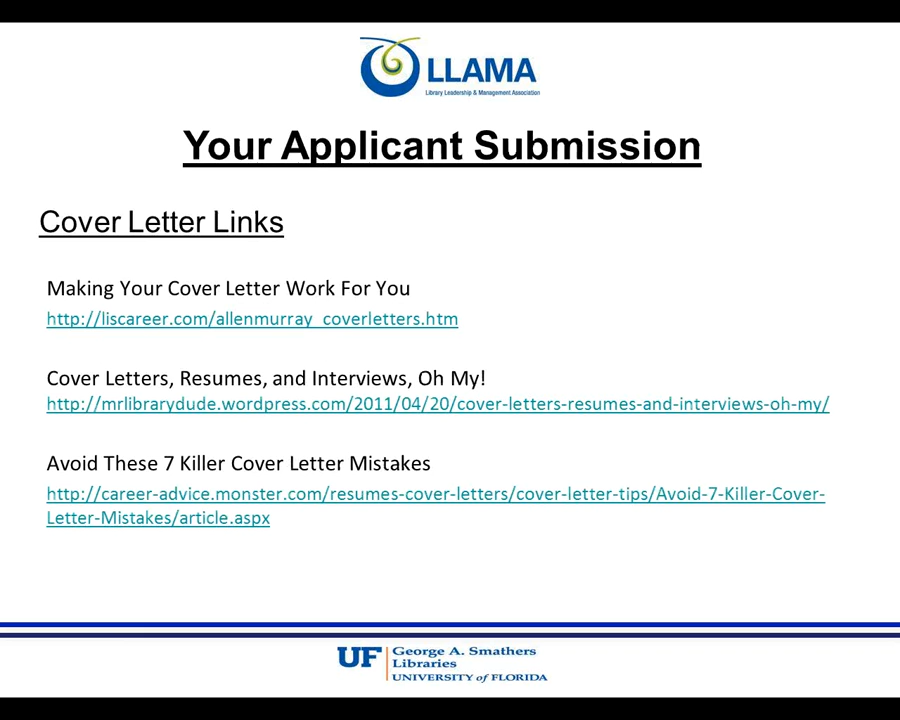 LLAMA
Library Leadership & Management Association
Your Applicant Submission
Cover Letter Links
Making Your Cover Letter Work For You
http://liscareer.com/allenmurray_coverletters.htm
Cover Letters, Resumes, and Interviews, Oh My!
http://mrlibrarydude.wordpress.com/2011/04/20/cover-letters-resumes-and-interviews-oh-my/
Avoid These 7 Killer Cover Letter Mistakes
http://career-advice.monster.com/resumes-cover-letters/cover-letter-tips/Avoid-7-Killer-Cover-
Letter-Mistakes/article.aspx
UF
George A. Smathers
Libraries
UNIVERSITY of FLORIDA